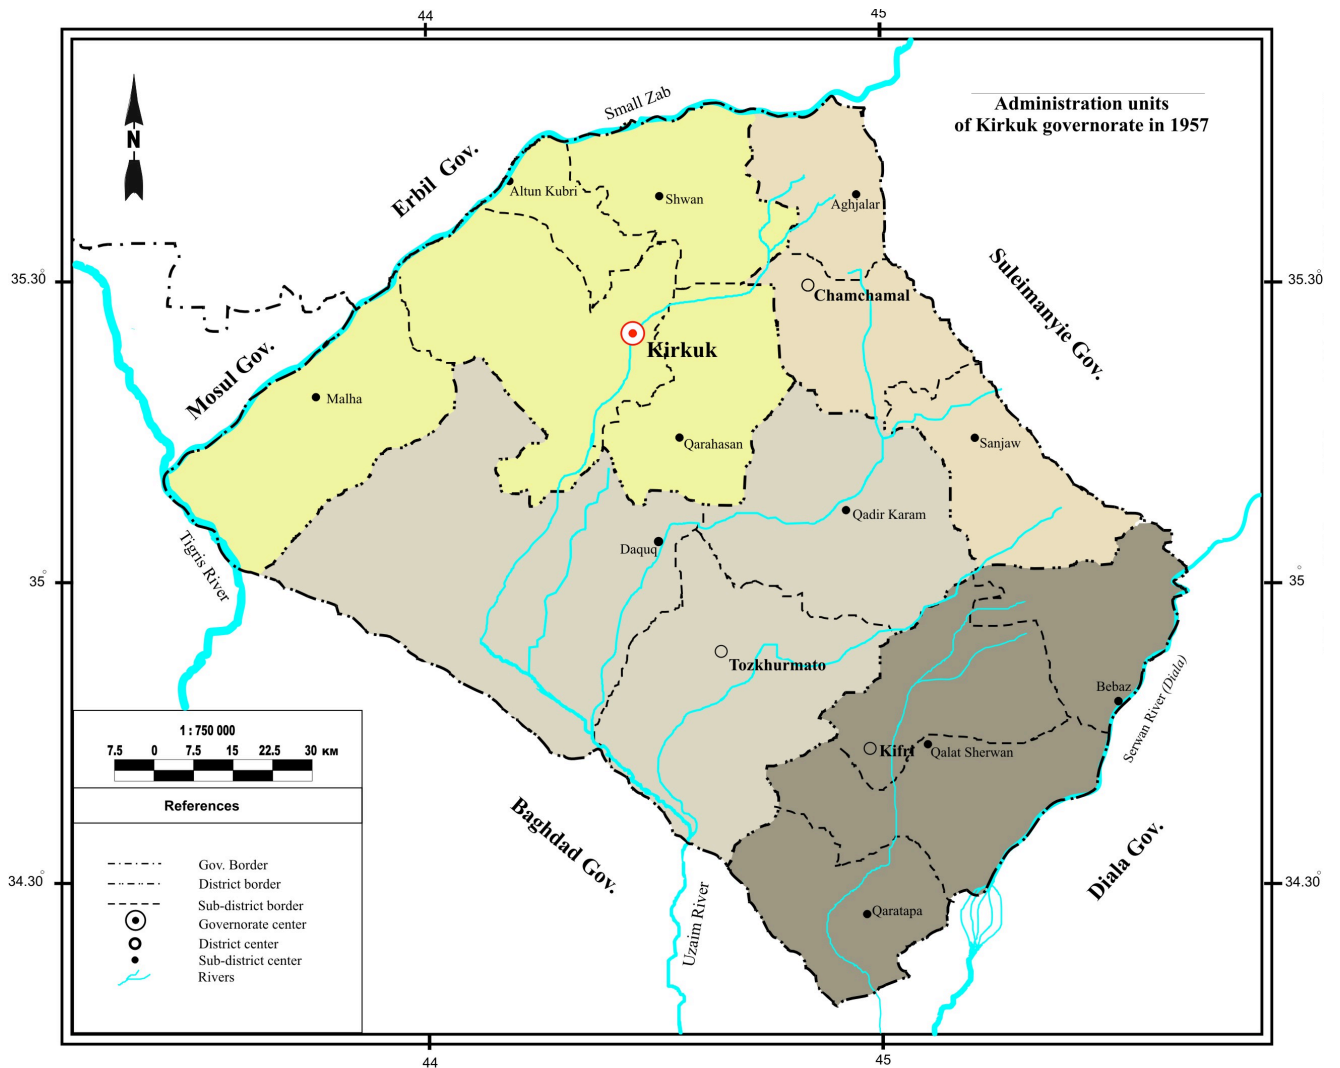 44
45
Administration units
of Kirkuk governorate in 1957
Small Zab
N
Erbil Gov.
Altun Kubri
Shwan
Aghjalar
35.30°
35.30°
Chamchamal
Suleimanyie Gov.
Kirkuk
Mosul Gov.
Malha
Qarahasan
Sanjaw
Qadir Karam
Daquq
Tigris River
35°
35°
Tozkhurmato
Bebaz
Serwan River (Diala)
Kifri
Qalat Sherwan
1 : 750 000
7.5 0 7.5 15 22.5 30 KM
References
Baghdad Gov.
Diala Gov.
Gov. Border
District border
Sub-district border
Governorate center
District center
Sub-district center
Rivers
34.30°
34.30°
Qaratapa
Uzaim River
44
45